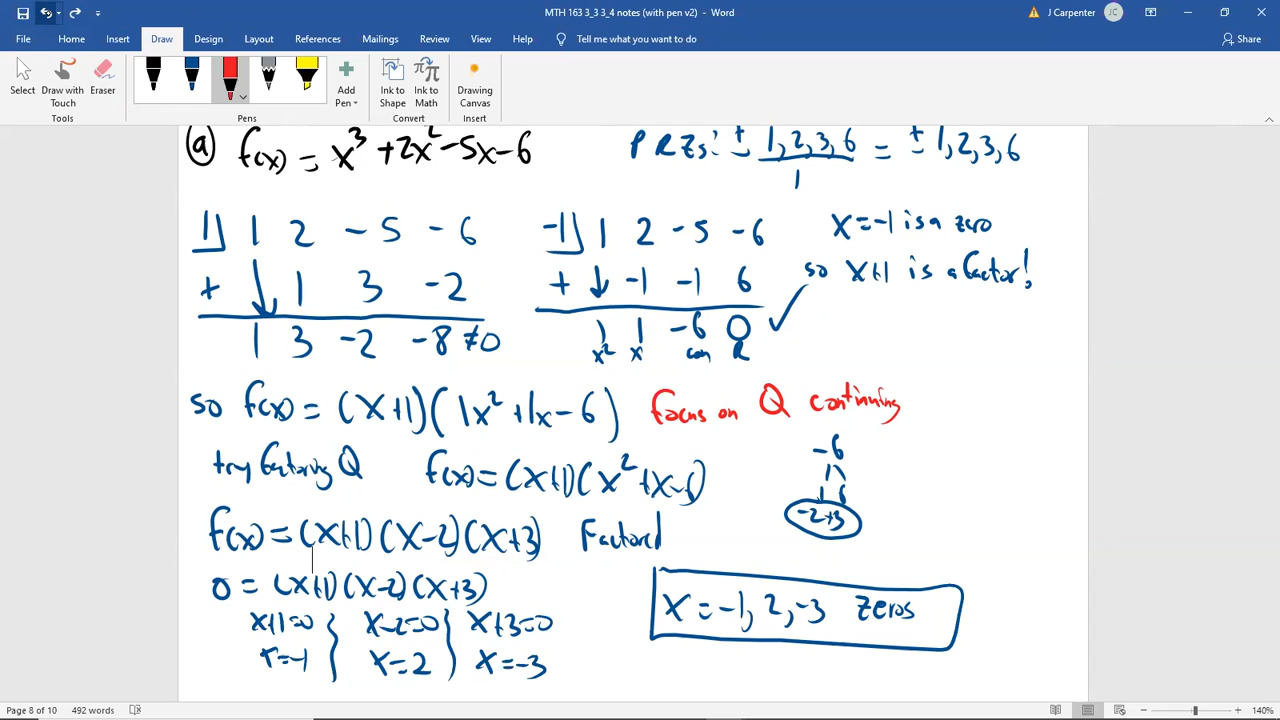 MTH 163 3_3 3_4 notes (with pen v2) - Word
J Carpenter JC
File Home Insert Draw Design Layout References Mailings Review View Help Tell me what you want to do Share
Select Draw with Touch Eraser Add Pen Ink to Shape Ink to Math Drawing Canvas
Tools Pens Convert Insert
(a) f(x) = x³ + 2x² - 5x - 6 PRZs: ± 1, 2, 3, 6 / 1 = ± 1, 2, 3, 6
1| 1 2 -5 -6 -1| 1 2 -5 -6 x = -1 is a zero
+ ↓ 1 3 -2 + ↓ -1 -1 6 so x+1 is a factor!
1 3 -2 -8 ≠ 0 1 1 -6 0 ✓
x² x con R
so f(x) = (x+1)(1x² + 1x - 6) Focus on Q continuing
-6
try factoring Q f(x) = (x+1)(x² + x - 6)
1 6
-2 +3
f(x) = (x+1)(x-2)(x+3) Factored
0 = (x+1)(x-2)(x+3)
x+1=0 } x-2=0 } x+3=0 x = -1, 2, -3 zeros
x=-1 x=2 x=-3
Page 8 of 10 492 words 140%